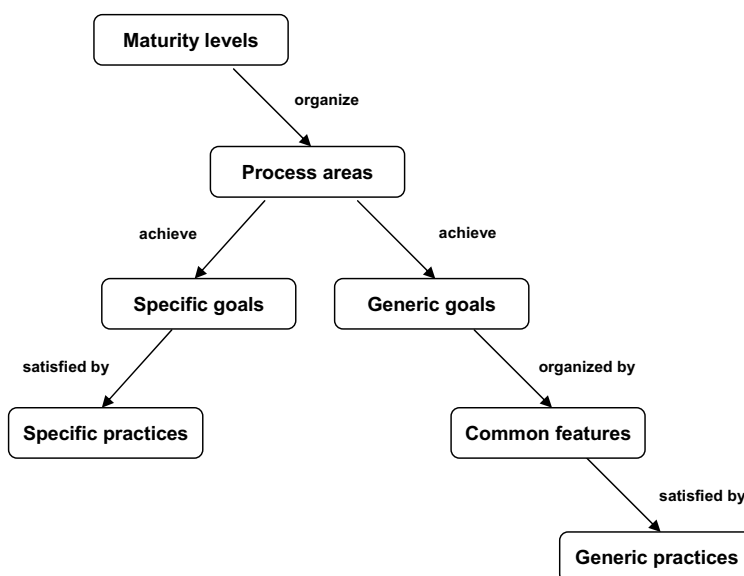 Maturity levels
organize
Process areas
achieve
achieve
Specific goals
Generic goals
satisfied by
organized by
Specific practices
Common features
satisfied by
Generic practices